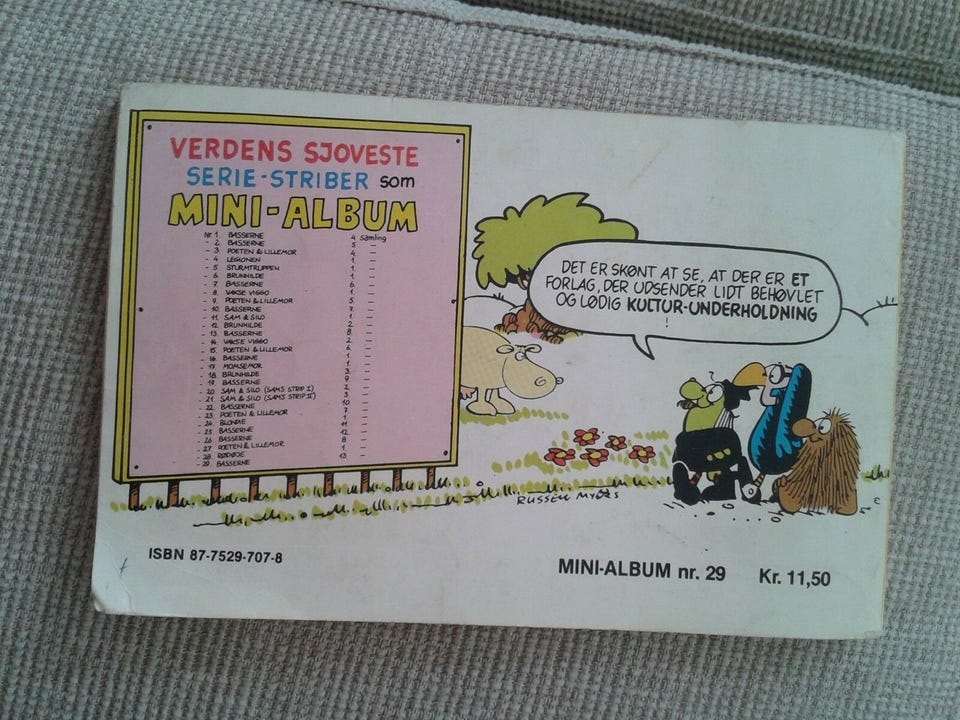 VERDENS SJOVESTE
SERIE-STRIBER som
MINI-ALBUM
Nr 1. BASSERNE 4 samling
- 2. BASSERNE 5. -
- 3. POETEN & LILLEMOR 4. -
- 4. LEGIONEN 1. -
- 5. STURMTRUPPEN 1. -
- 6. BRUNHILDE 1. -
- 7. BASSERNE 6. -
- 8. VAKSE VIGGO 1. -
- 9. POETEN & LILLEMOR 5. -
- 10. BASSERNE 7. -
- 11. SAM & SILO 1. -
- 12. BRUNHILDE 2. -
- 13. BASSERNE 8. -
- 14. VAKSE VIGGO 2. -
- 15. POETEN & LILLEMOR 6. -
- 16. BASSERNE -
- 17. MOMSEMOR 1. -
- 18. BRUNHILDE 3. -
- 19. BASSERNE 9. -
- 20. SAM & SILO (SAM'S STRIP I) 2. -
- 21. SAM & SILO (SAM'S STRIP II) 3. -
- 22. BASSERNE 10. -
- 23. POETEN & LILLEMOR 7. -
- 24. BLONDIE 1. -
- 25. BASSERNE 11. -
- 26. BASSERNE 12. -
- 27. POETEN & LILLEMOR 8. -
- 28. RØDØJE 1. -
- 29. BASSERNE 13. -
DET ER SKØNT AT SE, AT DER ER ET
FORLAG, DER UDSENDER LIDT BEHØVLET
OG LØDIG KULTUR-UNDERHOLDNING
!
RUSSELL MYERS
ISBN 87-7529-707-8
MINI-ALBUM nr. 29 Kr. 11,50